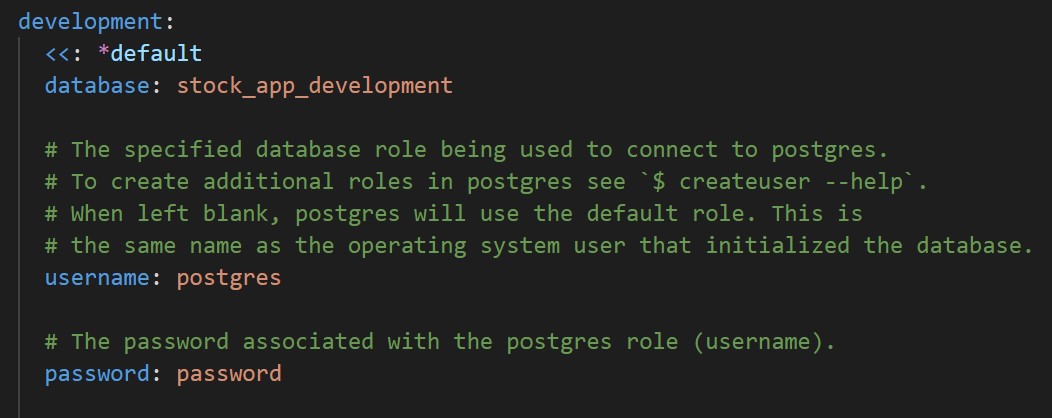 development:
<<: *default
database: stock_app_development
# The specified database role being used to connect to postgres.
# To create additional roles in postgres see `$ createuser --help`.
# When left blank, postgres will use the default role. This is
# the same name as the operating system user that initialized the database.
username: postgres
# The password associated with the postgres role (username).
password: password